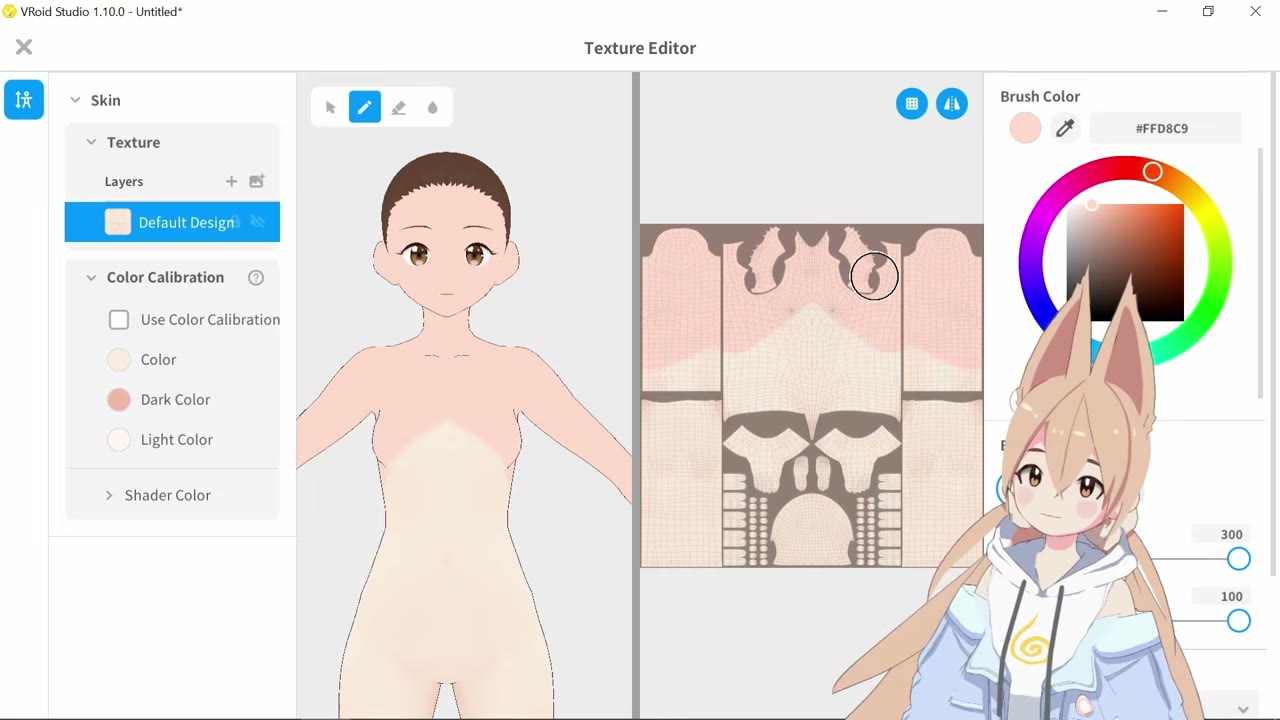 VRoid Studio 1.10.0 - Untitled*
Texture Editor
Skin
Texture
Layers
Default Design
Color Calibration
Use Color Calibration
Color
Dark Color
Light Color
Shader Color
Brush Color
#FFD8C9
300
100